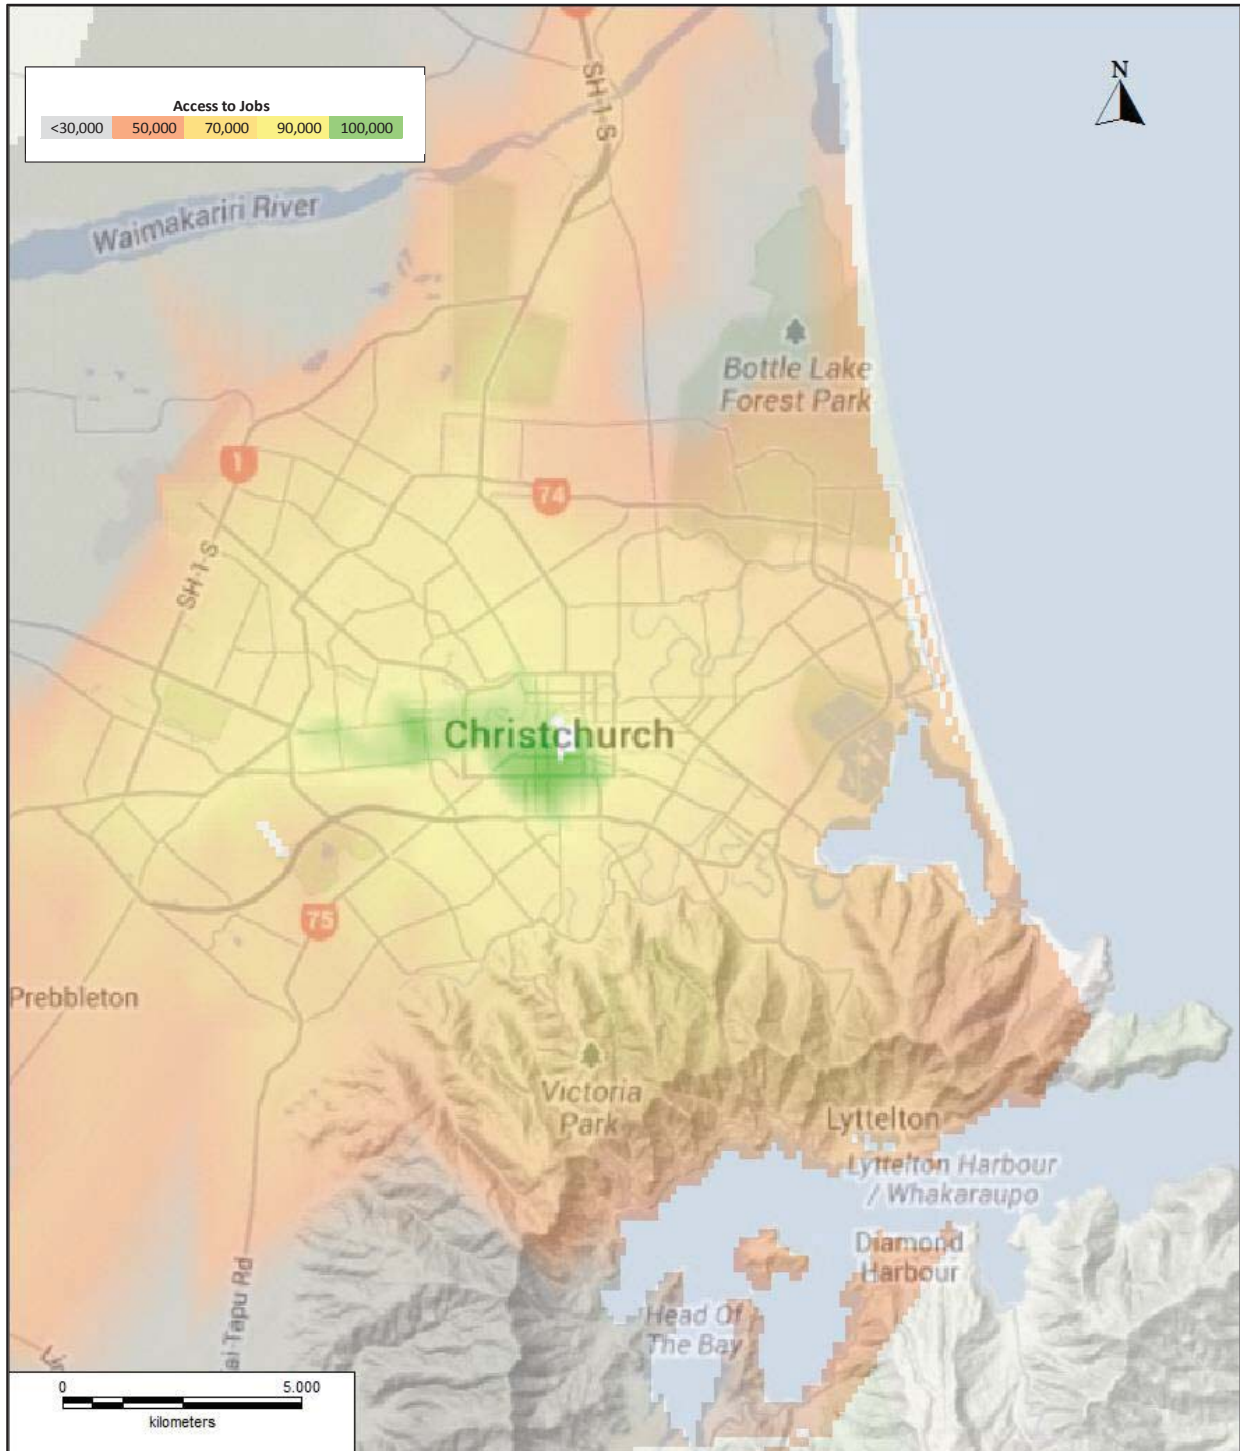 SH-1-S
N
Access to Jobs
<30,000 50,000 70,000 90,000 100,000
Waimakariri River
Bottle Lake
Forest Park
1
74
SH-1-S
Christchurch
75
Prebbleton
Victoria
Park
Lyttelton
Lyttelton Harbour
/ Whakaraupo
Diamond
Harbour
Head Of
The Bay
ai Tapu Rd
0 5.000
kilometers